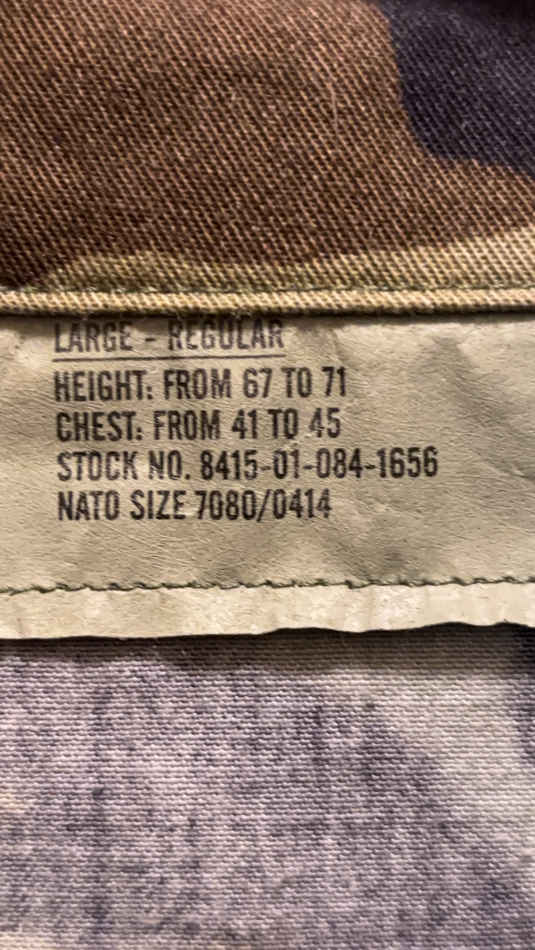 LARGE - REGULAR
HEIGHT: FROM 67 TO 71
CHEST: FROM 41 TO 45
STOCK NO. 8415-01-084-1656
NATO SIZE 7080/0414